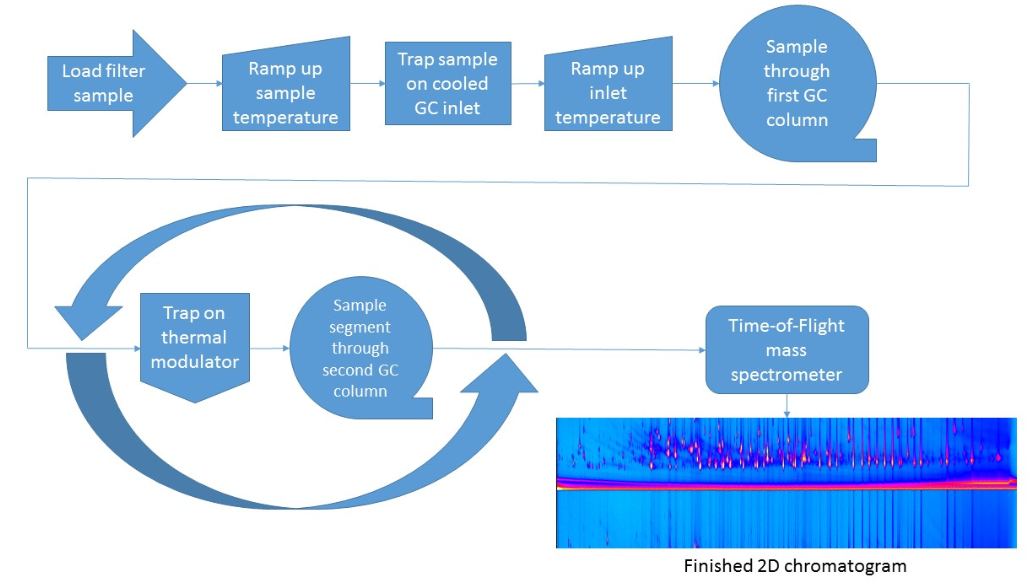 Load filter
sample
Ramp up
sample
temperature
Trap sample
on cooled
GC inlet
Ramp up
inlet
temperature
Sample
through
first GC
column
Trap on
thermal
modulator
Sample
segment
through
second GC
column
Time-of-Flight
mass
spectrometer
Finished 2D chromatogram